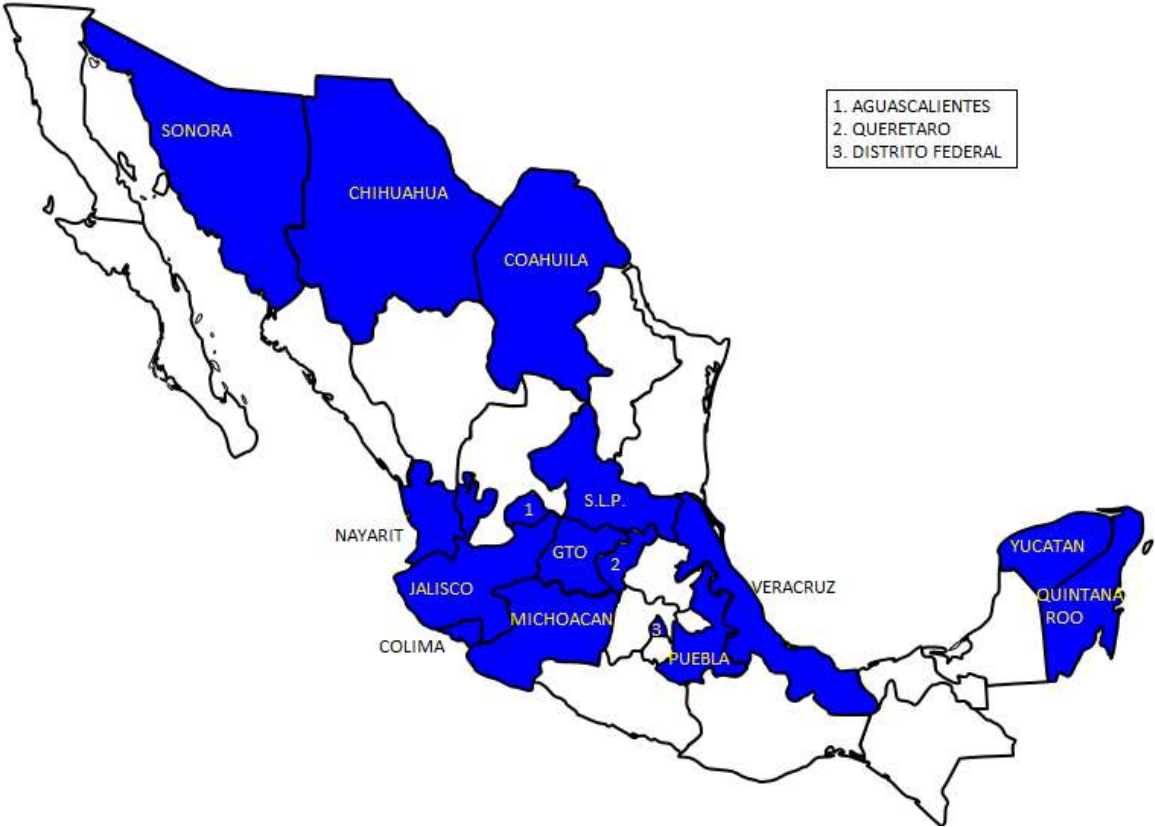 1. AGUASCALIENTES
2. QUERETARO
3. DISTRITO FEDERAL
SONORA
CHIHUAHUA
COAHUILA
S.L.P.
1
NAYARIT
GTO
2
YUCATAN
JALISCO
VERACRUZ
QUINTANA
ROO
MICHOACAN
3
COLIMA
PUEBLA